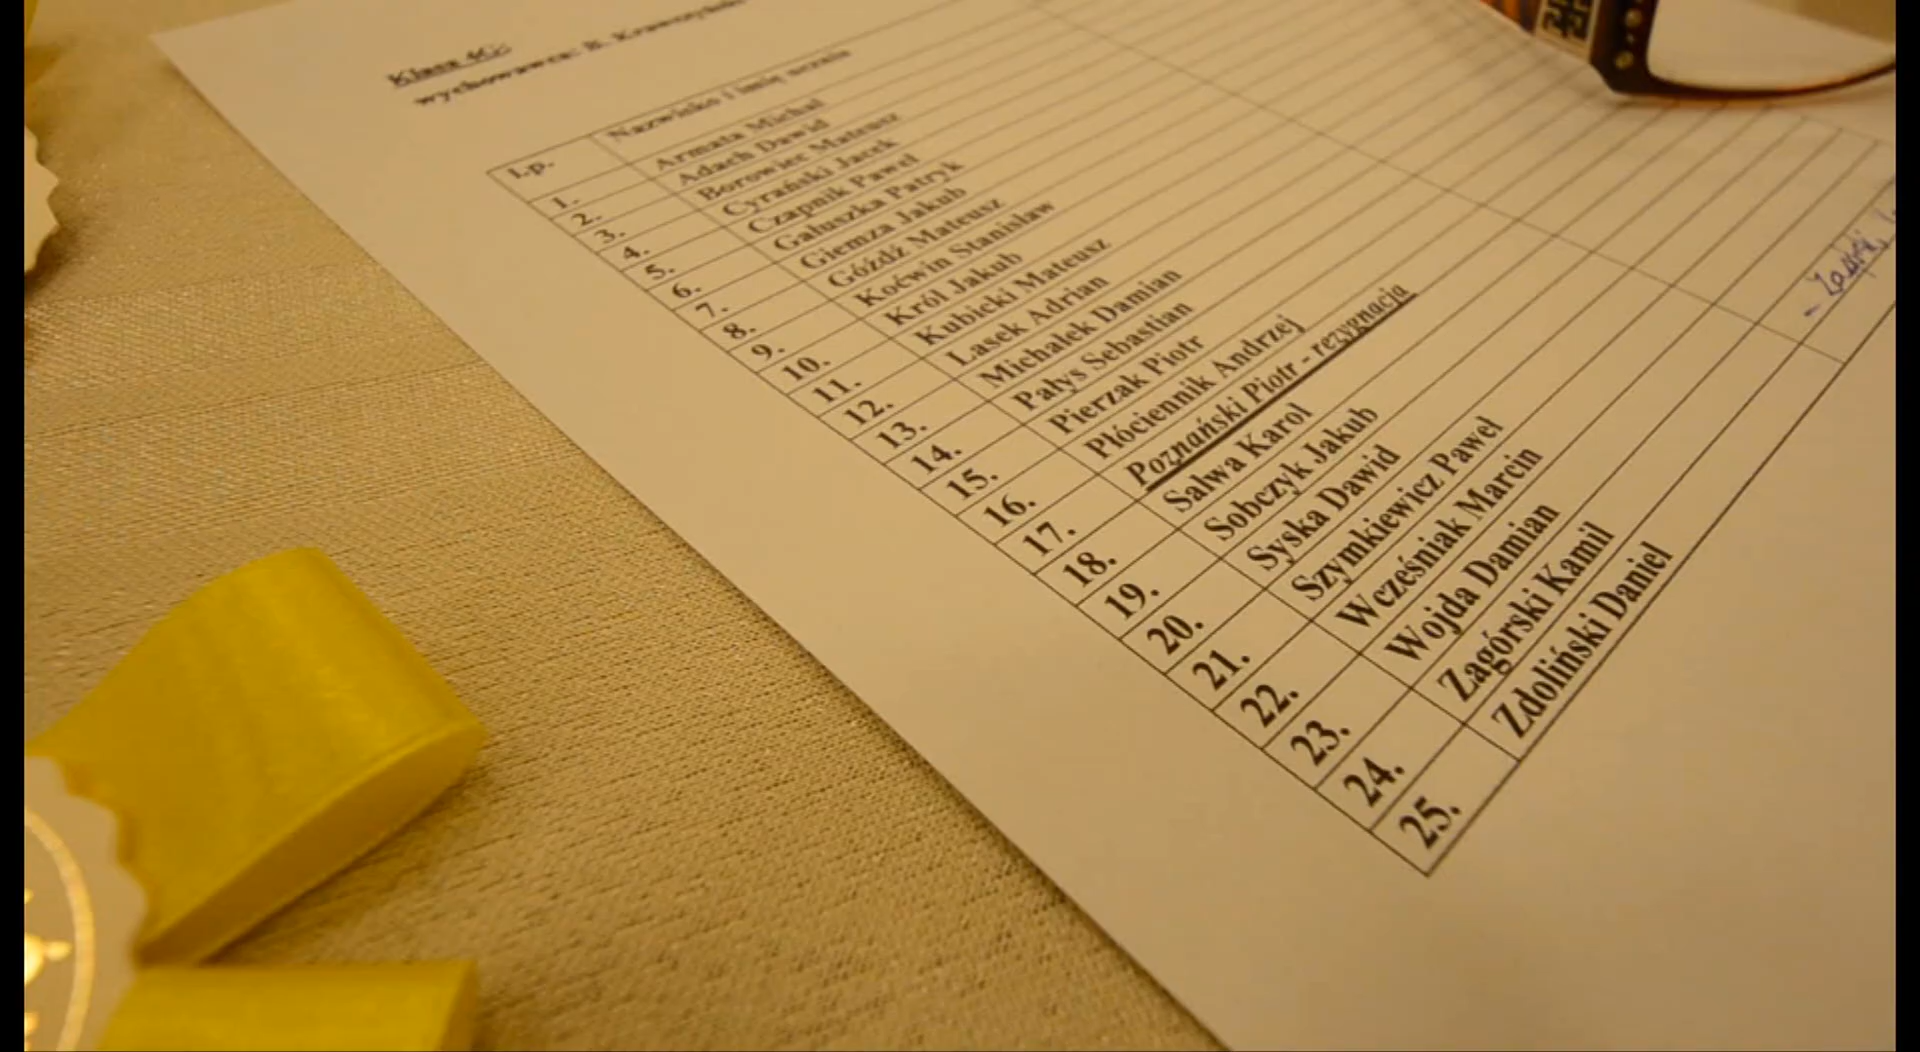 Klasa 4G:
wychowawca: B.
L.p. Nazwisko i imię ucznia
1. Armata Michał
2. Adach Dawid
3. Borowiec Mateusz
4. Cyrański Jacek
5. Czapnik Paweł
6. Gałuszka Patryk
7. Giemza Jakub
8. Góźdź Mateusz
9. Koćwin Stanisław
10. Król Jakub
11. Kubicki Mateusz
12. Lasek Adrian
13. Michałek Damian
14. Pałys Sebastian
15. Pierzak Piotr
16. Płóciennik Andrzej
17. Poznański Piotr - rezygnacja
18. Salwa Karol
19. Sobczyk Jakub
20. Syska Dawid
21. Szymkiewicz Paweł
22. Wcześniak Marcin
23. Wojda Damian
24. Zagórski Kamil
25. Zdoliński Daniel